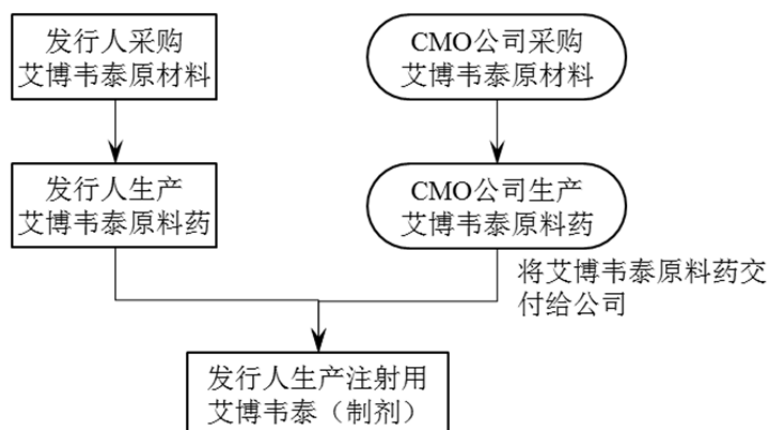 发行人采购
艾博韦泰原材料
CMO公司采购
艾博韦泰原材料
发行人生产
艾博韦泰原料药
CMO公司生产
艾博韦泰原料药
将艾博韦泰原料药交
付给公司
发行人生产注射用
艾博韦泰（制剂）